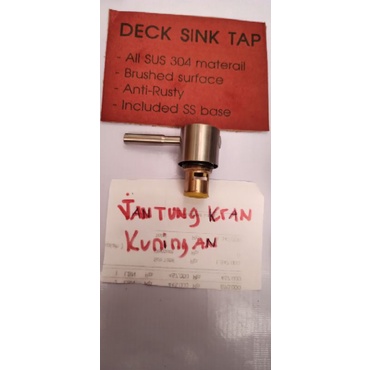 DECK SINK TAP
- All SUS 304 materail
- Brushed surface
- Anti-Rusty
- Included SS base
JANTUNG KRAN
KUNINGAN